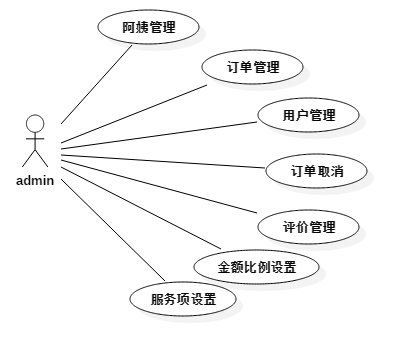 阿姨管理
订单管理
用户管理
订单取消
admin
评价管理
金额比例设置
服务项设置